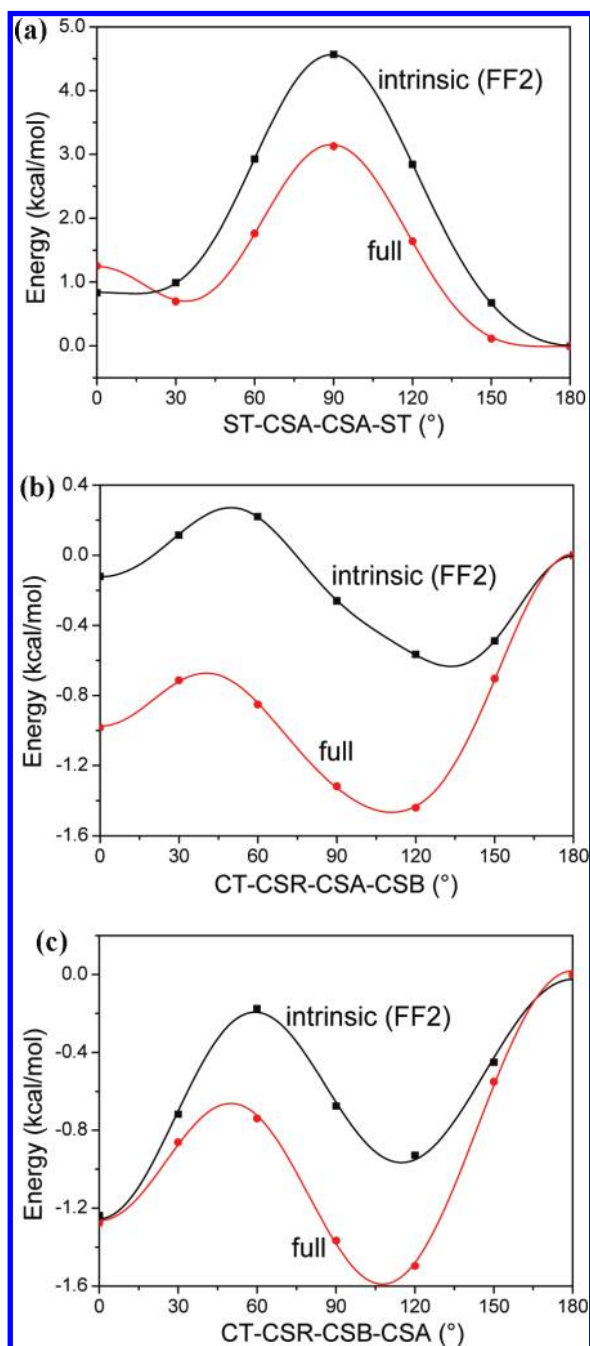 (a)
5.0
4.0
3.0
2.0
1.0
0.0
Energy (kcal/mol)
intrinsic (FF2)
full
0 30 60 90 120 150 180
ST-CSA-CSA-ST (°)
(b)
0.4
0.0
-0.4
-0.8
-1.2
-1.6
Energy (kcal/mol)
intrinsic (FF2)
full
0 30 60 90 120 150 180
CT-CSR-CSA-CSB (°)
(c)
0.0
-0.4
-0.8
-1.2
-1.6
Energy (kcal/mol)
intrinsic (FF2)
full
0 30 60 90 120 150 180
CT-CSR-CSB-CSA (°)